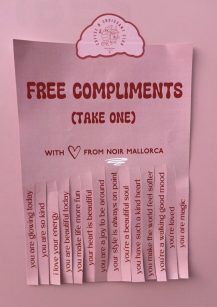 FREE COMPLIMENTS
(TAKE ONE)
WITH ♡ FROM NOIR MALLORCA
you are glowing today
you are so kind
i love your energy
you are beautiful today
you make life more fun
your heart is beautiful
you are a joy to be around
your style is always on point
you're a beautiful soul
you have such a kind heart
you make the world feel softer
you're a walking good mood
you're loved
you are magic